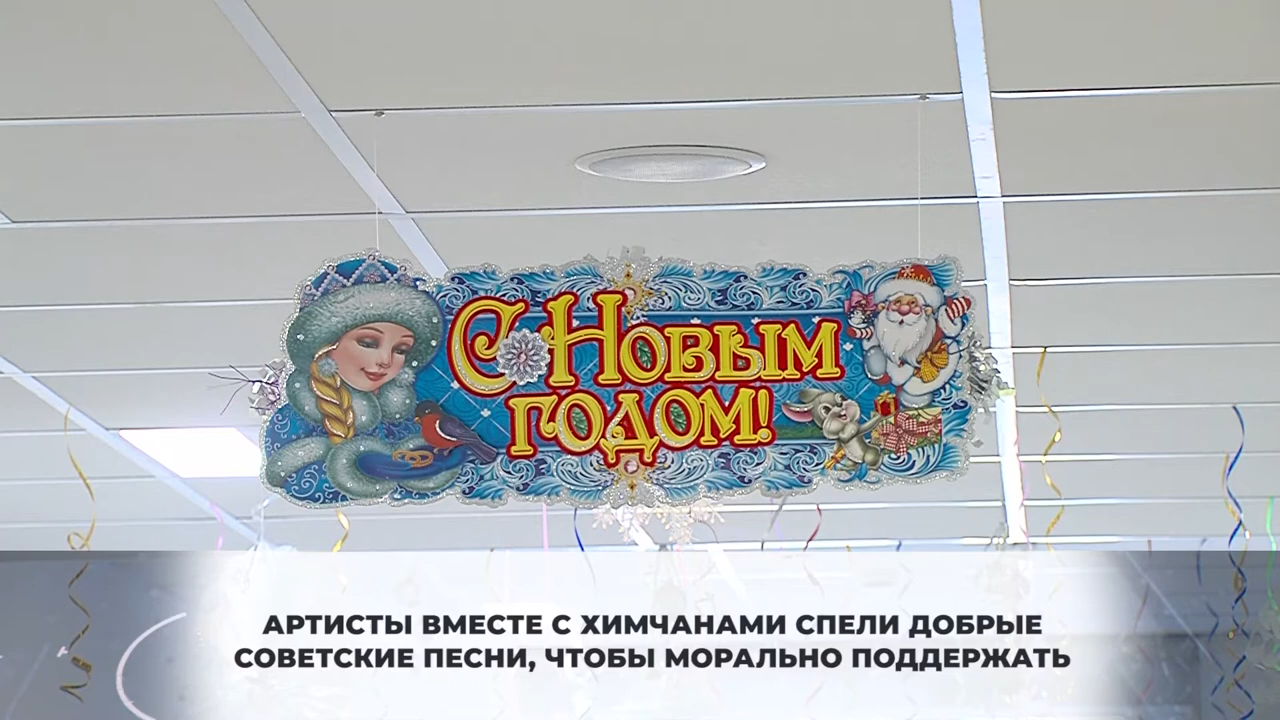 С Новым
годом!
АРТИСТЫ ВМЕСТЕ С ХИМЧАНАМИ СПЕЛИ ДОБРЫЕ
СОВЕТСКИЕ ПЕСНИ, ЧТОБЫ МОРАЛЬНО ПОДДЕРЖАТЬ